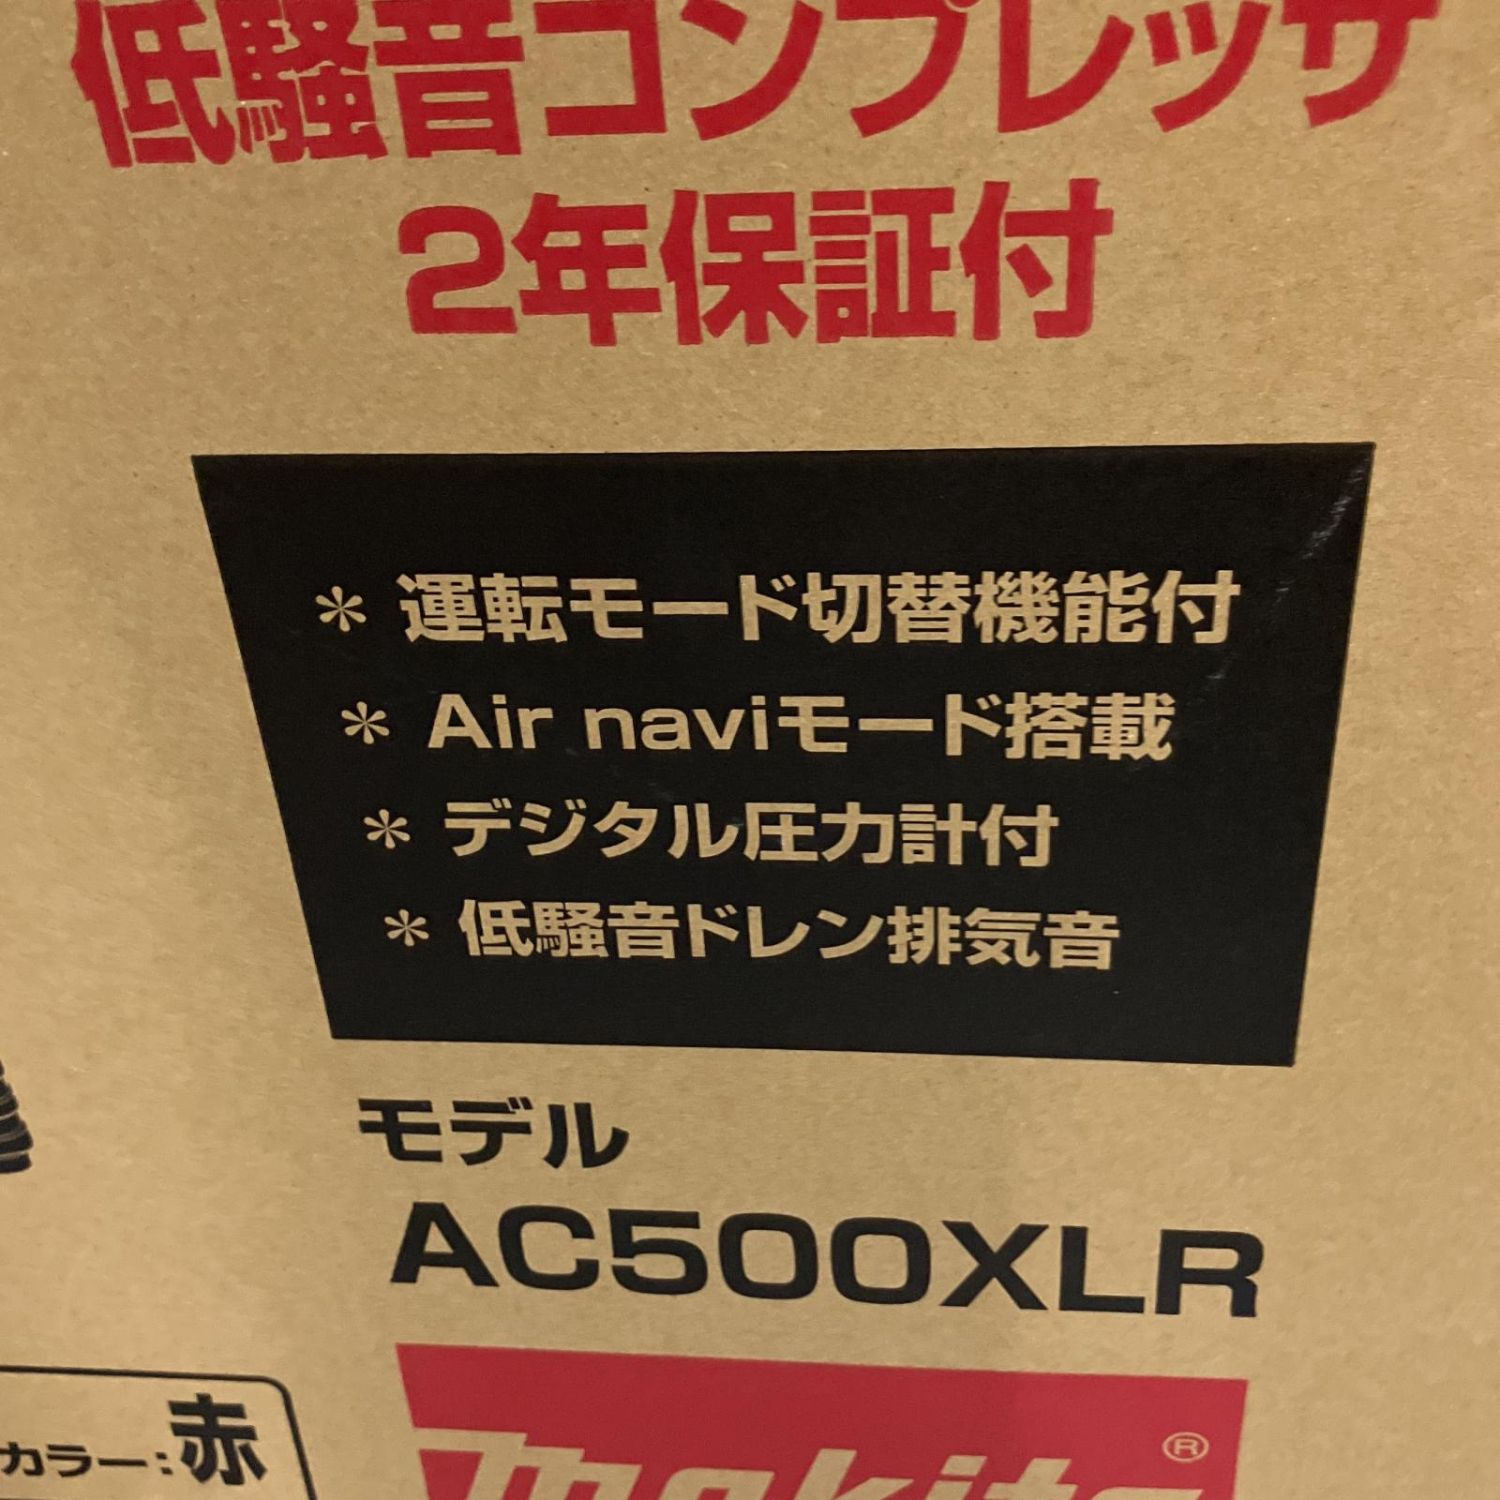 低騒音コンプレッサ
2年保証付
* 運転モード切替機能付
* Air naviモード搭載
* デジタル圧力計付
* 低騒音ドレン排気音
モデル
AC500XLR
カラー:赤
makita®